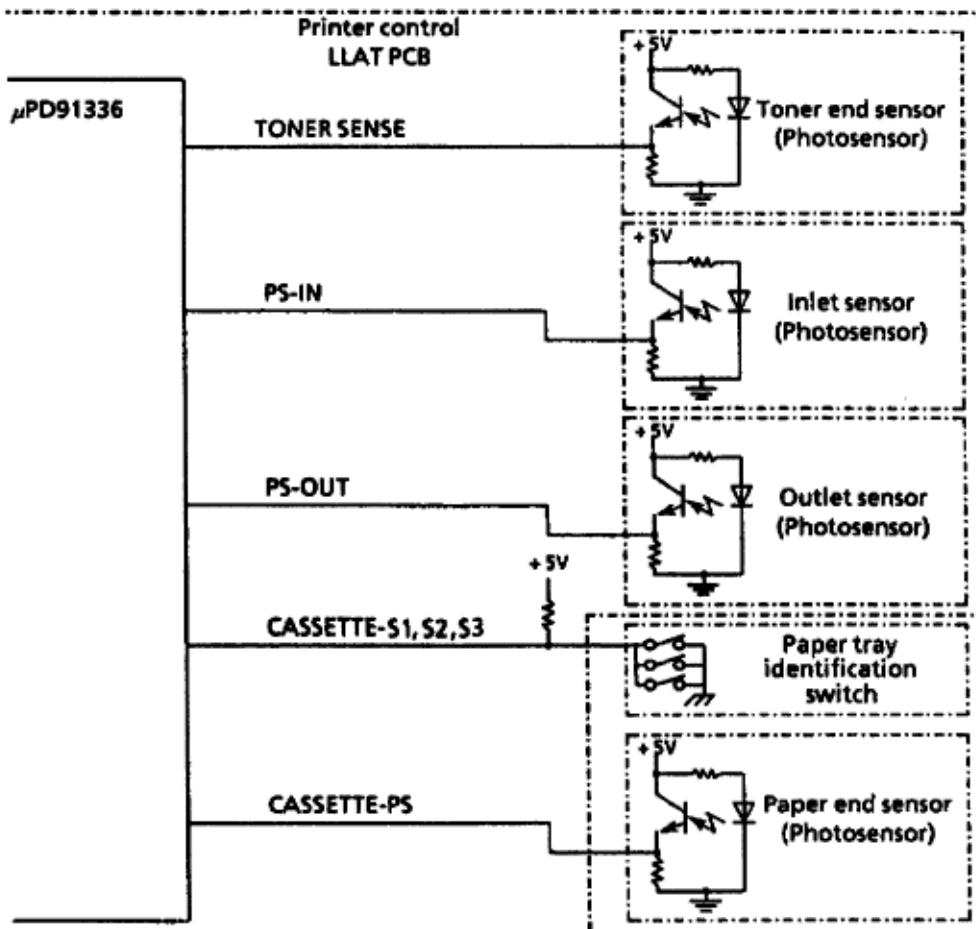 Printer control
LLAT PCB
μPD91336
+ 5V
TONER SENSE
Toner end sensor
(Photosensor)
+ 5V
PS-IN
Inlet sensor
(Photosensor)
+ 5V
PS-OUT
Outlet sensor
(Photosensor)
+ 5V
CASSETTE-S1, S2, S3
Paper tray
identification
switch
+ 5V
CASSETTE-PS
Paper end sensor
(Photosensor)